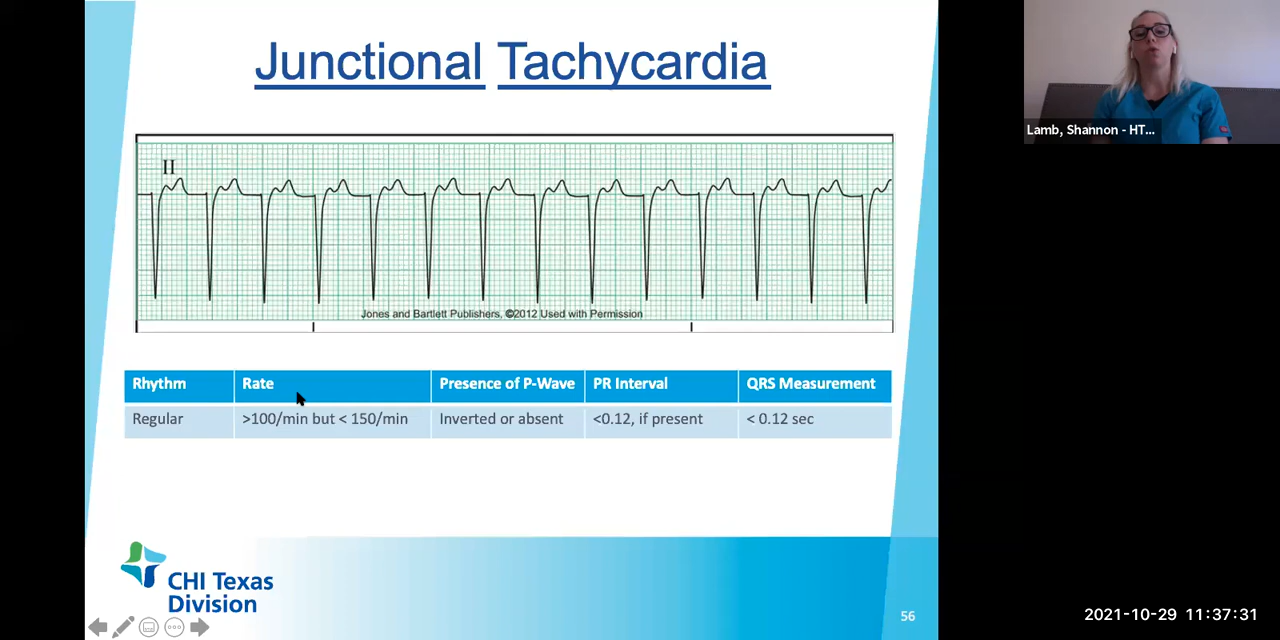 Junctional Tachycardia
II
Jones and Bartlett Publishers, ©2012 Used with Permission
Rhythm Rate Presence of P-Wave PR Interval QRS Measurement
Regular >100/min but < 150/min Inverted or absent <0.12, if present < 0.12 sec
CHI Texas
Division
56
Lamb, Shannon - HT...
2021-10-29 11:37:31